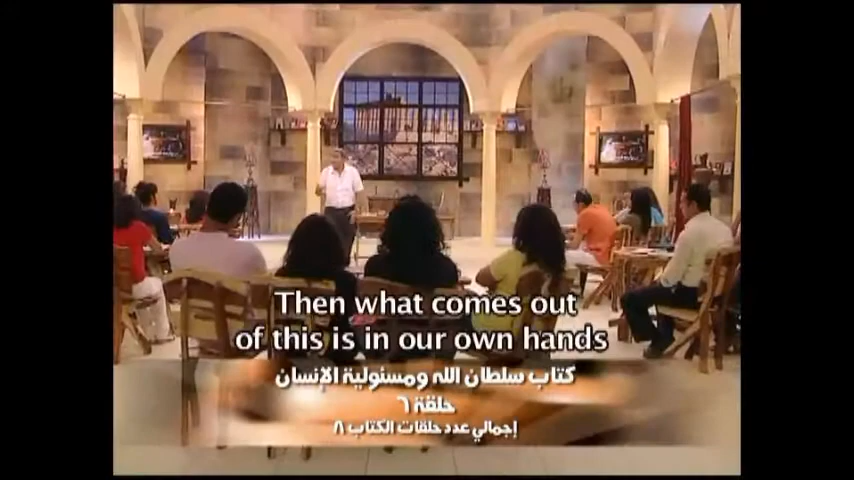 Then what comes out
of this is in our own hands
كتاب سلطان الله ومسئولية الإنسان
حلقة ٦
إجمالي عدد حلقات الكتاب ٨